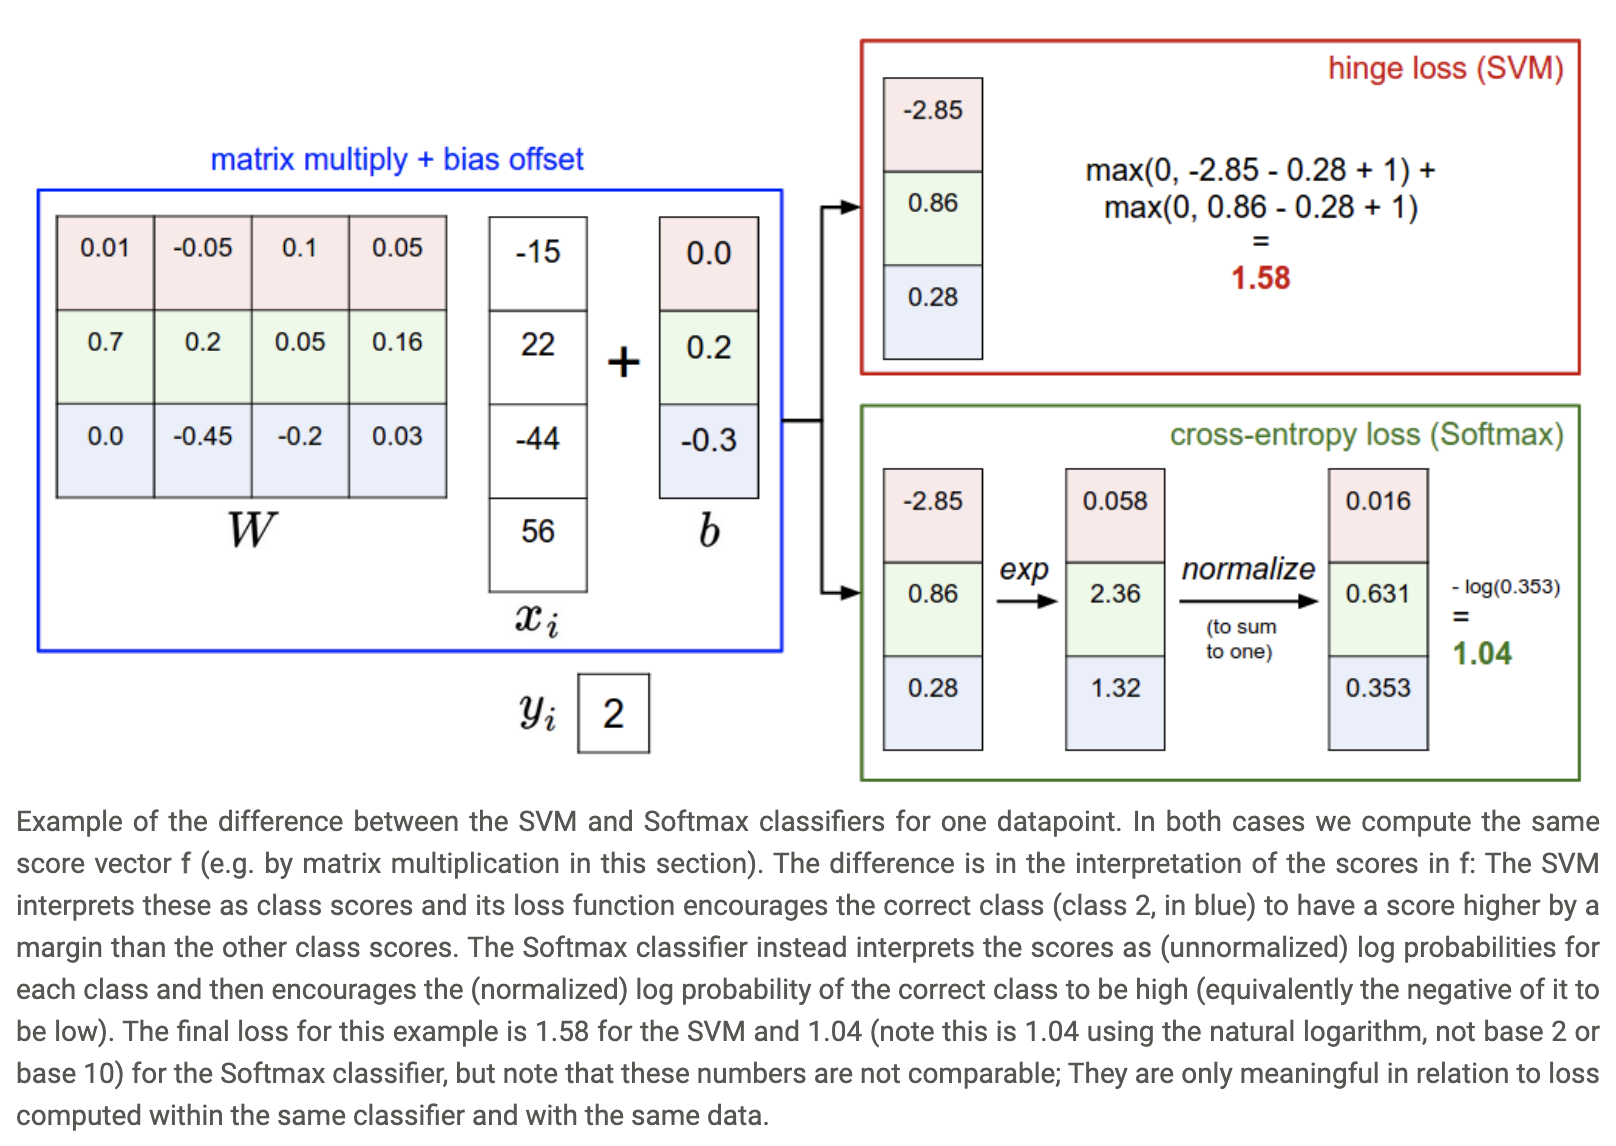 matrix multiply + bias offset
0.01 -0.05 0.1 0.05
0.7 0.2 0.05 0.16
0.0 -0.45 -0.2 0.03
W
-15
22
-44
56
x_i
+
0.0
0.2
-0.3
b
y_i 2
hinge loss (SVM)
-2.85
0.86
0.28
max(0, -2.85 - 0.28 + 1) +
max(0, 0.86 - 0.28 + 1)
=
1.58
cross-entropy loss (Softmax)
-2.85
0.86
0.28
exp
0.058
2.36
1.32
normalize
(to sum
to one)
0.016
0.631
0.353
- log(0.353)
=
1.04
Example of the difference between the SVM and Softmax classifiers for one datapoint. In both cases we compute the same
score vector f (e.g. by matrix multiplication in this section). The difference is in the interpretation of the scores in f: The SVM
interprets these as class scores and its loss function encourages the correct class (class 2, in blue) to have a score higher by a
margin than the other class scores. The Softmax classifier instead interprets the scores as (unnormalized) log probabilities for
each class and then encourages the (normalized) log probability of the correct class to be high (equivalently the negative of it to
be low). The final loss for this example is 1.58 for the SVM and 1.04 (note this is 1.04 using the natural logarithm, not base 2 or
base 10) for the Softmax classifier, but note that these numbers are not comparable; They are only meaningful in relation to loss
computed within the same classifier and with the same data.